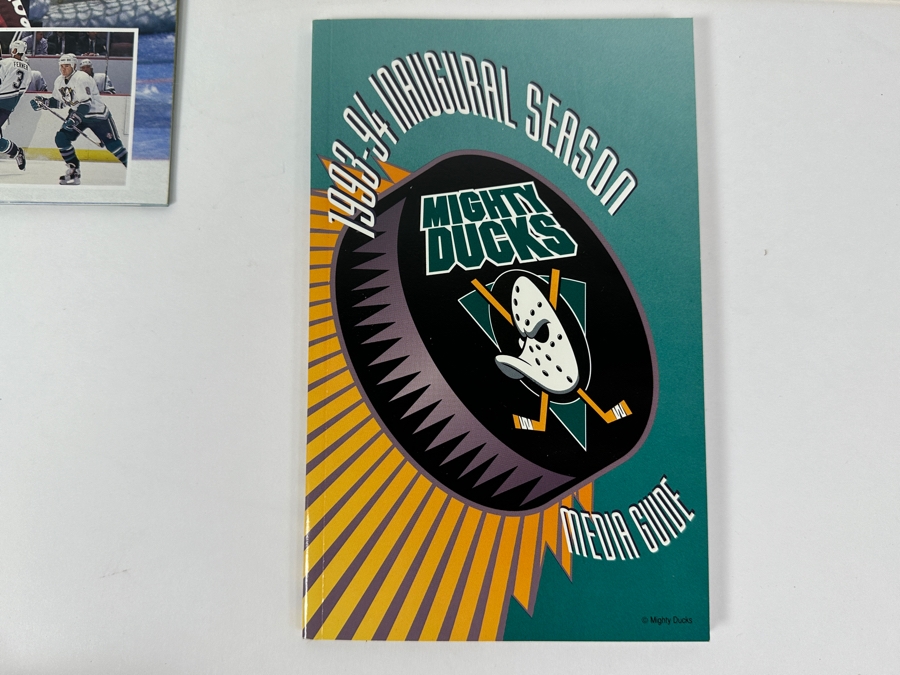 1993-94 INAUGURAL SEASON
MIGHTY
DUCKS
MEDIA GUIDE
© Mighty Ducks
3